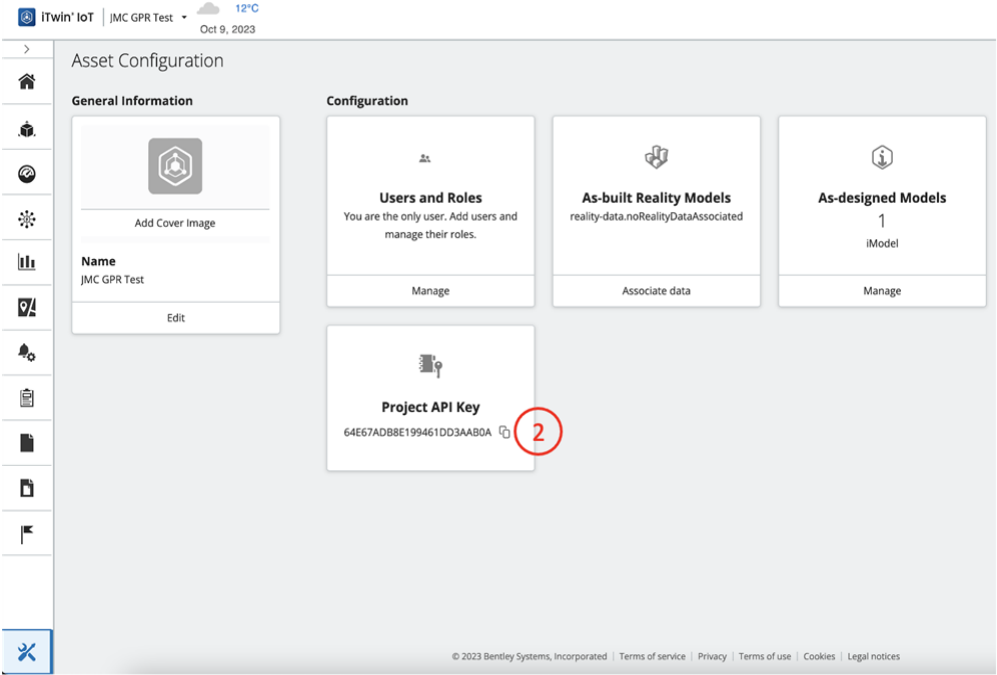 iTwin® IoT
JMC GPR Test
12°C
Oct 9, 2023
Asset Configuration
General Information
Configuration
Add Cover Image
Name
JMC GPR Test
Edit
Users and Roles
You are the only user. Add users and
manage their roles.
Manage
As-built Reality Models
reality-data.noRealityDataAssociated
Associate data
As-designed Models
1
iModel
Manage
Project API Key
64E67ADB8E199461DD3AAB0A
2
© 2023 Bentley Systems, Incorporated | Terms of service | Privacy | Terms of use | Cookies | Legal notices